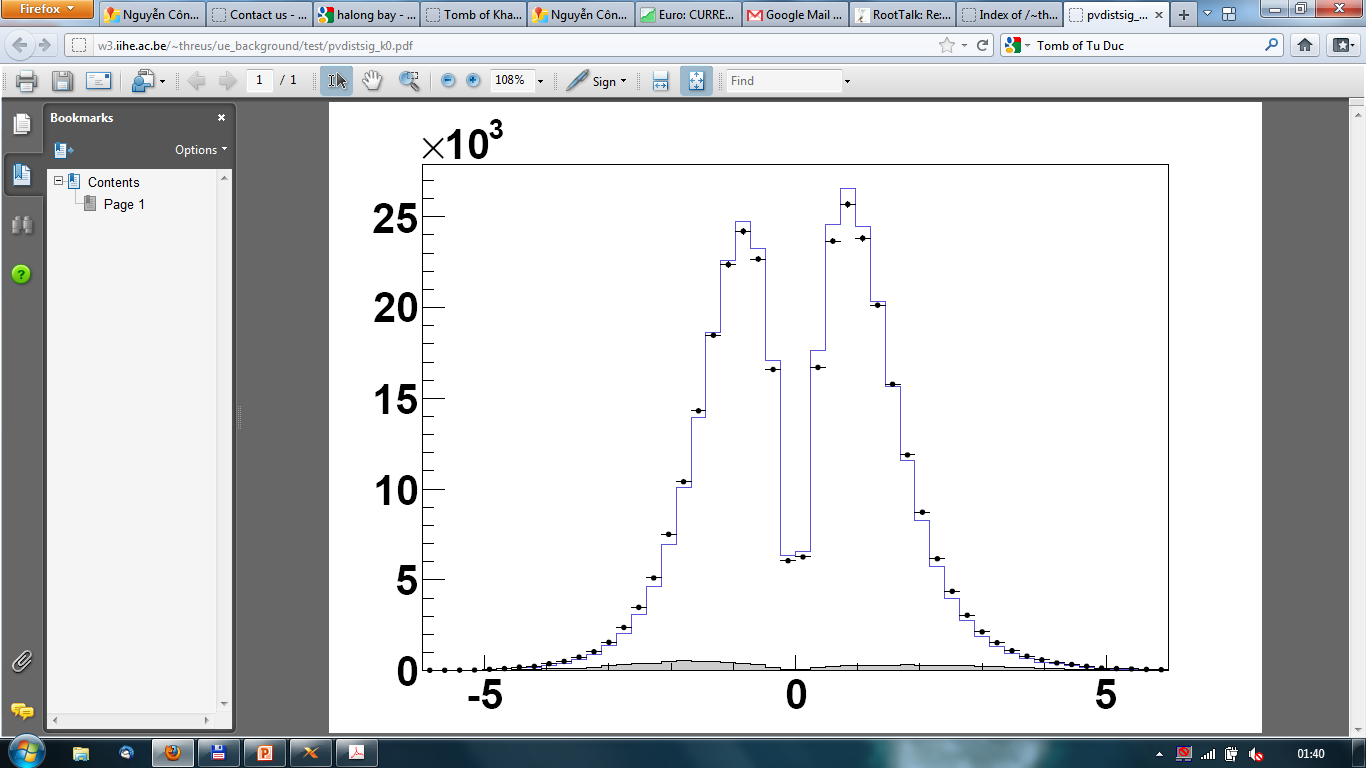 Firefox
Nguyễn Côn...
Contact us - ...
halong bay - ...
Tomb of Kha...
Nguyễn Côn...
Euro: CURRE...
Google Mail ...
RootTalk: Re:...
Index of /~th...
pvdistsig_...
w3.iihe.ac.be/~threus/ue_background/test/pvdistsig_k0.pdf
Tomb of Tu Duc
1 / 1
108%
Sign
Find
Bookmarks
Options
Contents
Page 1
×10³
25
20
15
10
5
0
-5 0 5
01:40